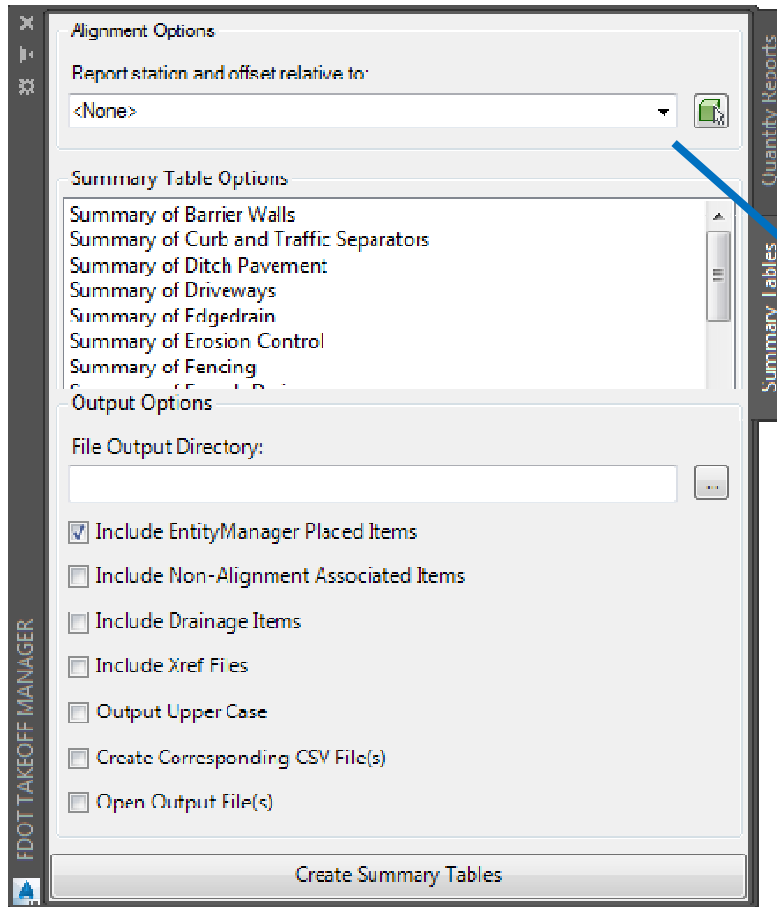 Alignment Options
Report station and offset relative to:
<None>
Summary Table Options
Summary of Barrier Walls
Summary of Curb and Traffic Separators
Summary of Ditch Pavement
Summary of Driveways
Summary of Edgedrain
Summary of Erosion Control
Summary of Fencing
Output Options
File Output Directory:
...
Include EntityManager Placed Items
Include Non-Alignment Associated Items
Include Drainage Items
Include Xref Files
Output Upper Case
Create Corresponding CSV File(s)
Open Output File(s)
Create Summary Tables
Quantity Reports
Summary Tables
FDOT TAKEOFF MANAGER